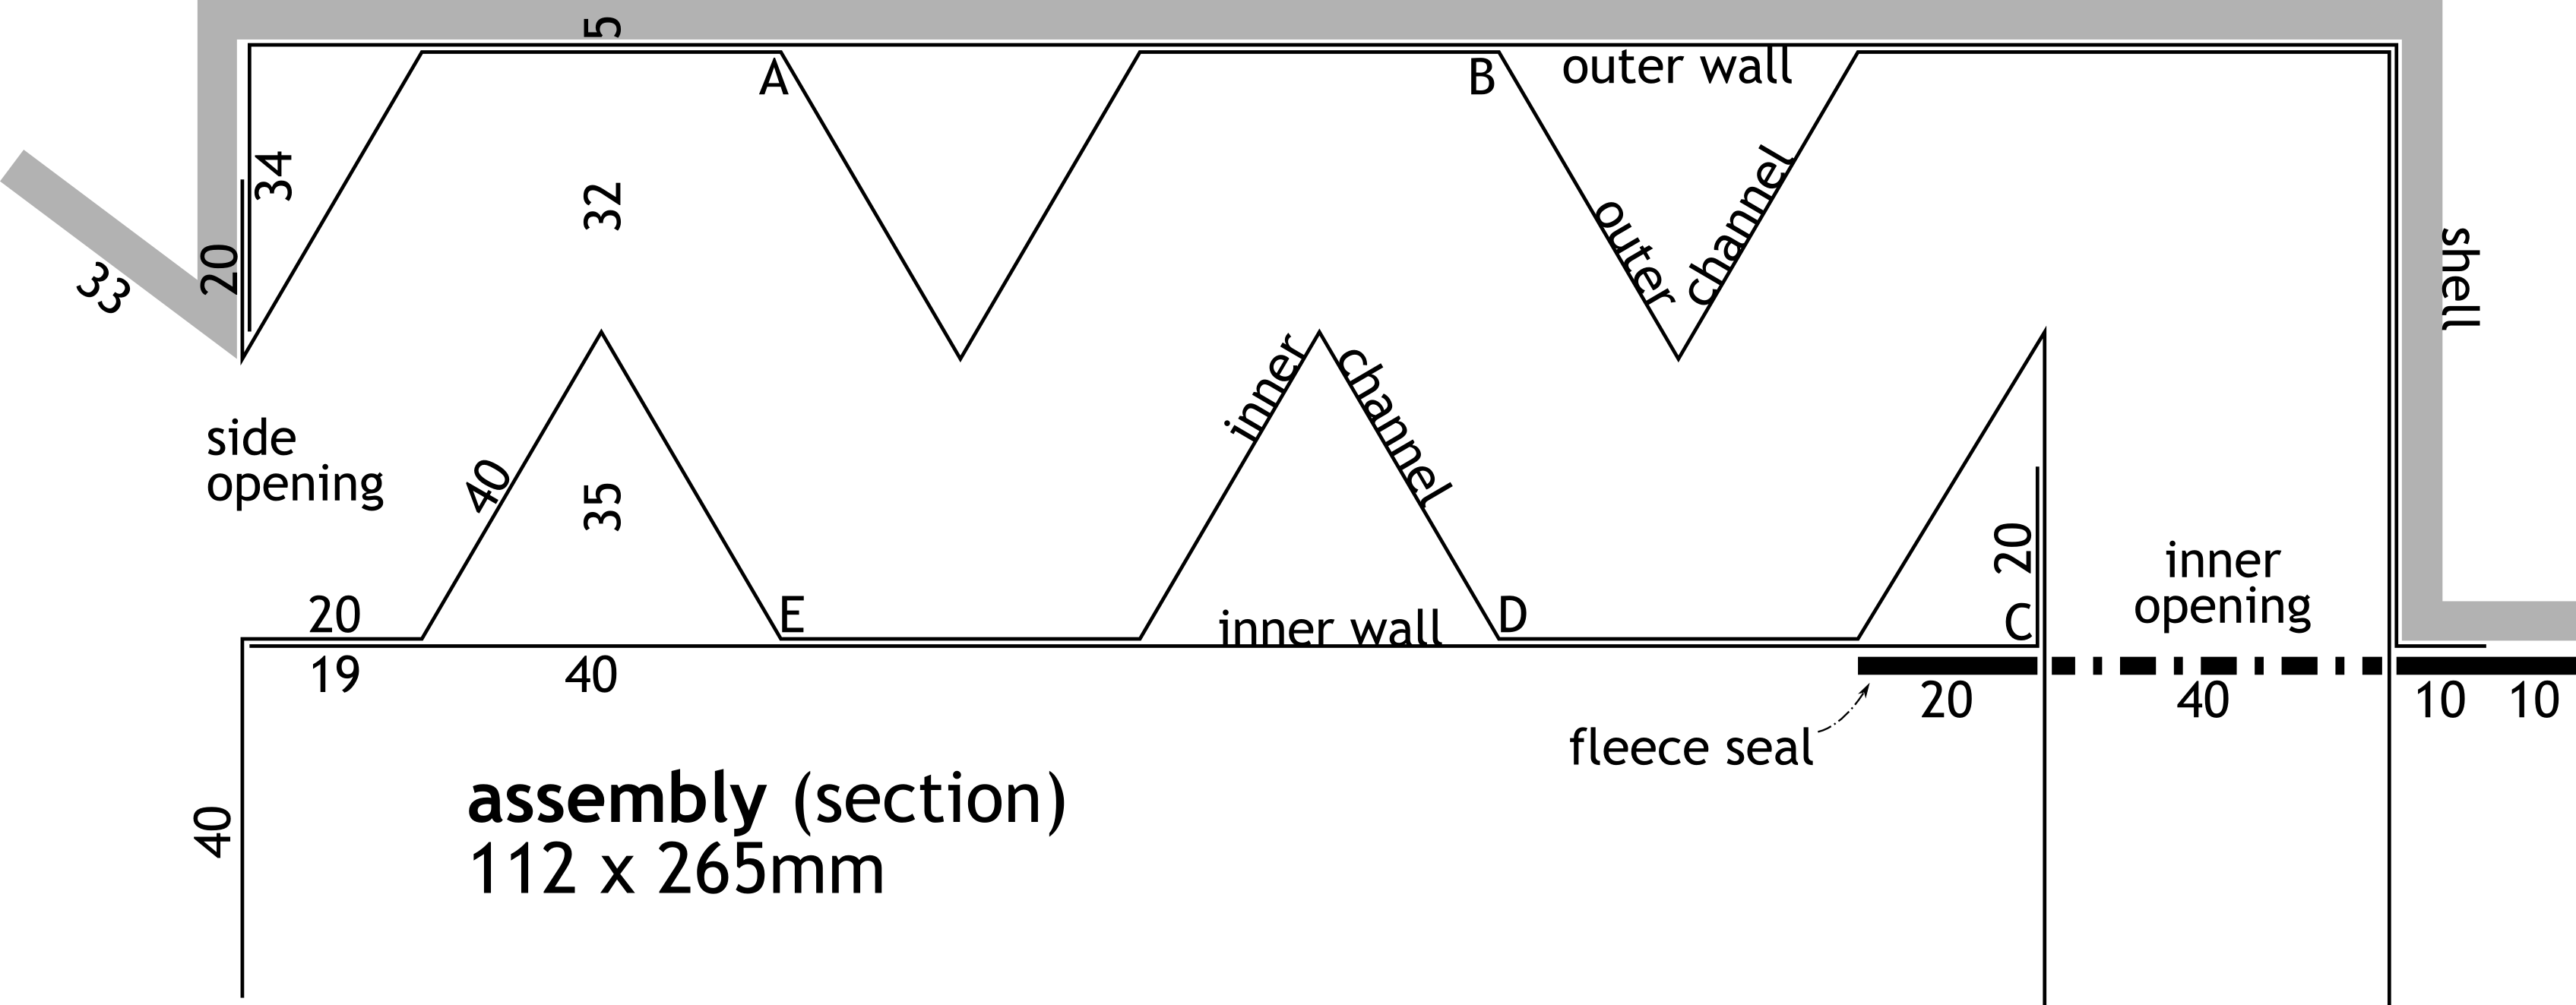 5
A
B
outer wall
34
32
20
33
outer
channel
shell
inner
channel
side
opening
40
35
20
E
inner wall
D
C
20
inner
opening
19
40
20
40
10
10
fleece seal
assembly (section)
112 x 265mm
40